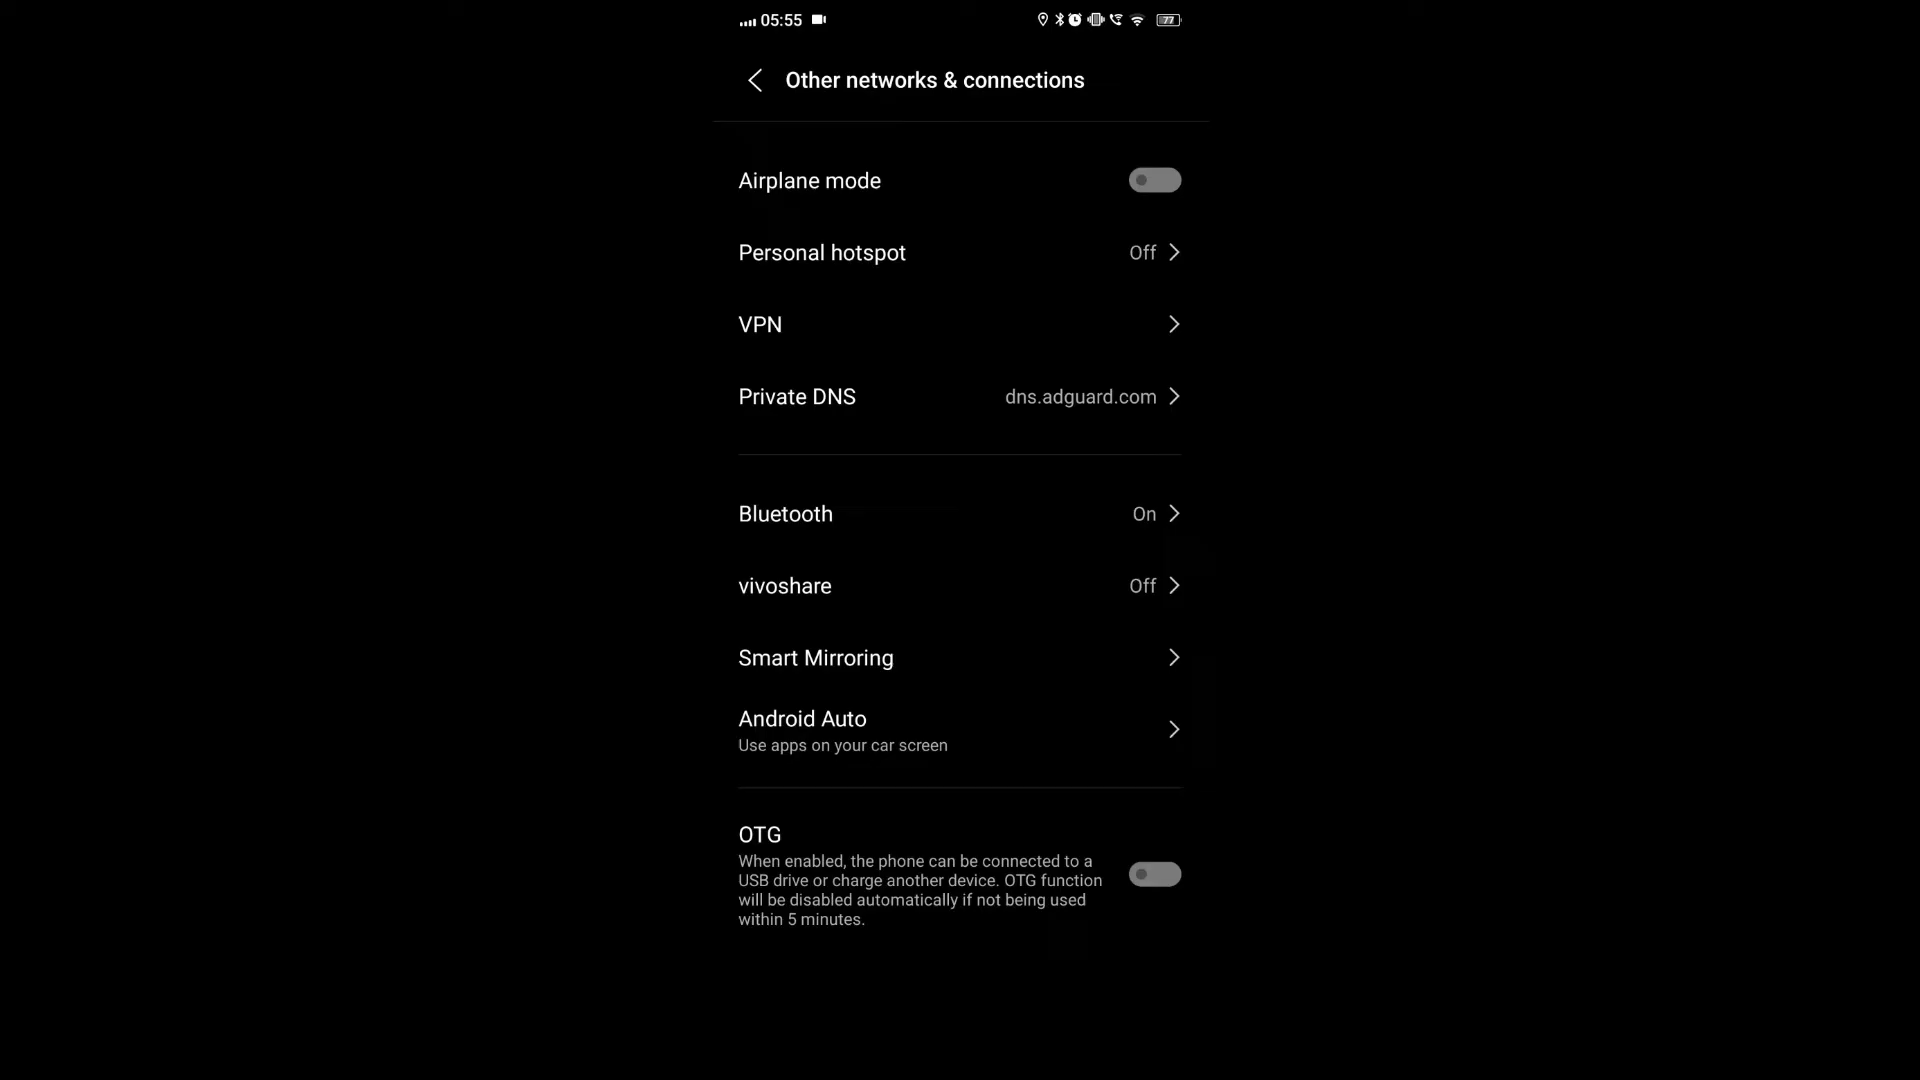 05:55
77
Other networks & connections
Airplane mode
Personal hotspot Off
VPN
Private DNS dns.adguard.com
Bluetooth On
vivoshare Off
Smart Mirroring
Android Auto
Use apps on your car screen
OTG
When enabled, the phone can be connected to a
USB drive or charge another device. OTG function
will be disabled automatically if not being used
within 5 minutes.